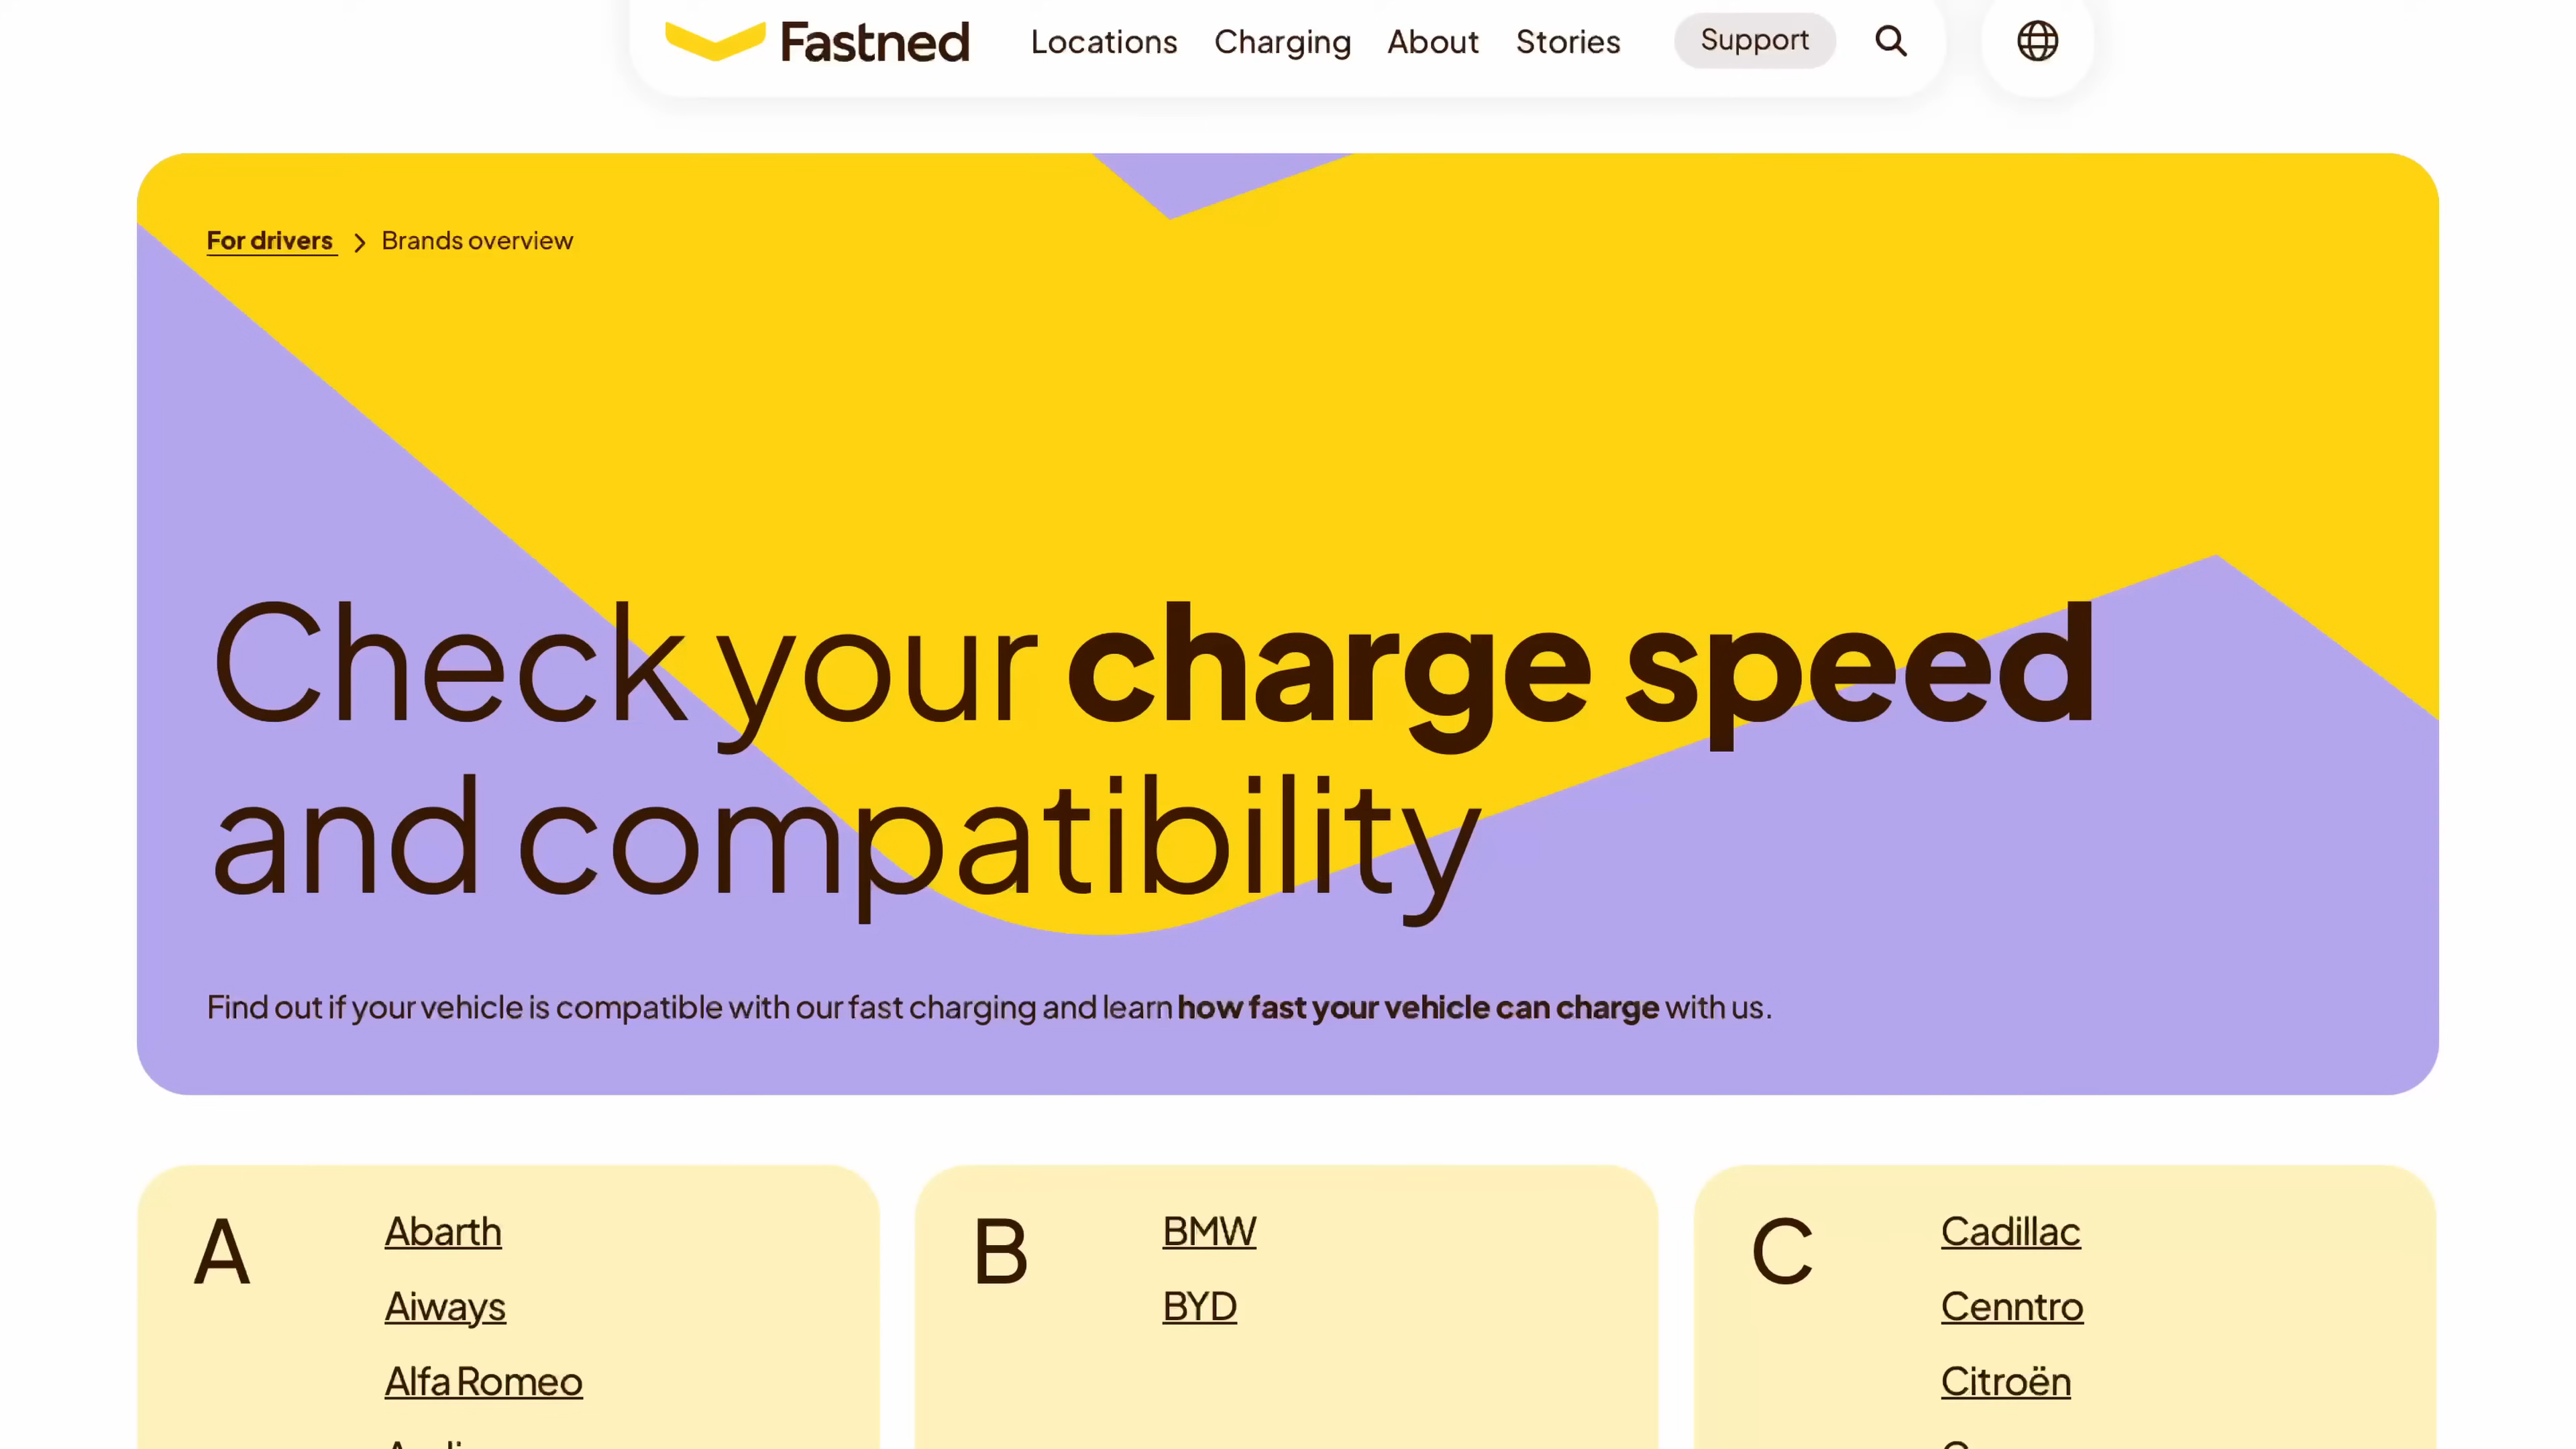 Fastned
Locations
Charging
About
Stories
Support
For drivers
Brands overview
Check your charge speed
and compatibility
Find out if your vehicle is compatible with our fast charging and learn how fast your vehicle can charge with us.
A
Abarth
Aiways
Alfa Romeo
B
BMW
BYD
C
Cadillac
Cenntro
Citroën